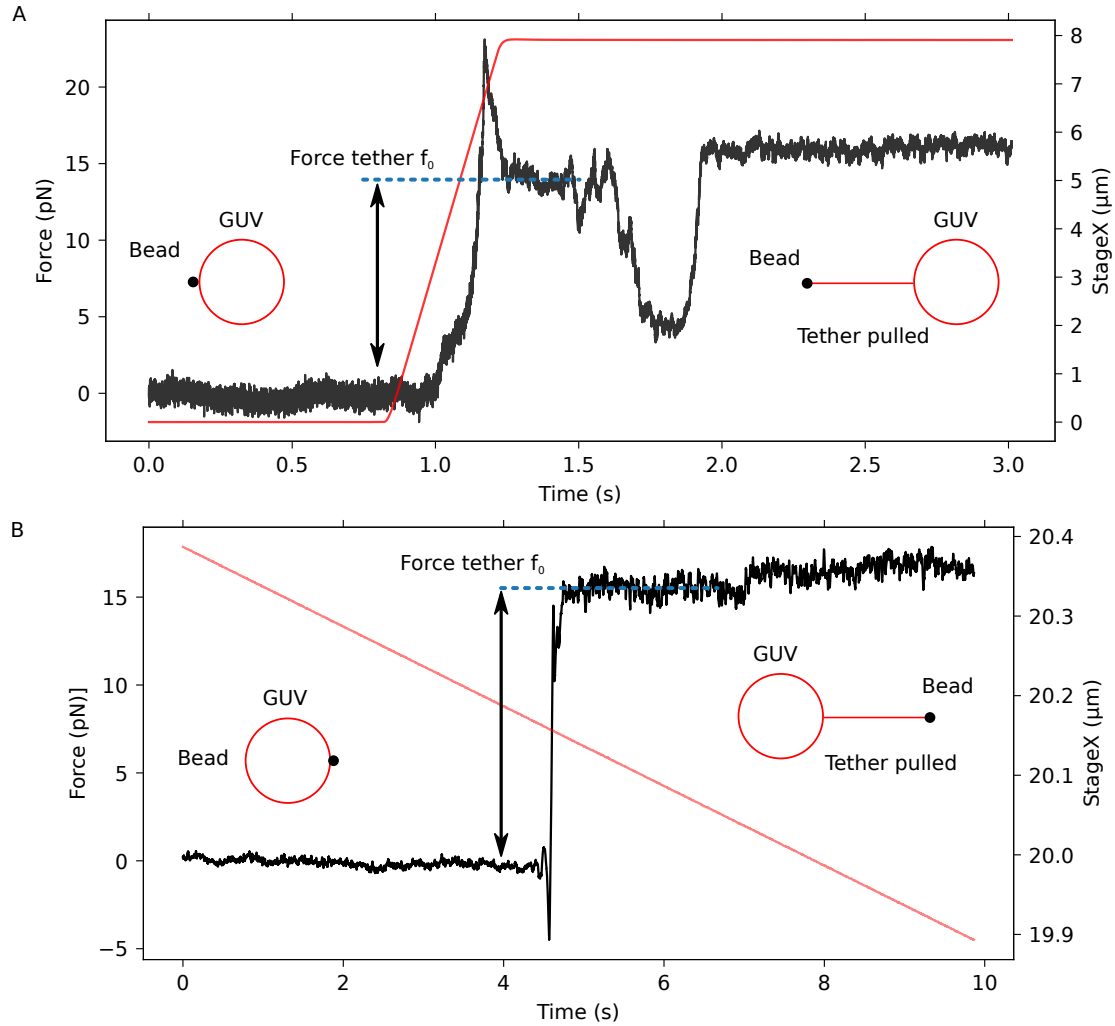 A
Force (pN)
20
15
10
5
0
Force tether f₀
GUV
Bead
GUV
Bead
Tether pulled
8
7
6
5
4
3
2
1
0
StageX (μm)
0.0 0.5 1.0 1.5 2.0 2.5 3.0
Time (s)
B
Force (pN)]
15
10
5
0
−5
Force tether f₀
GUV
Bead
GUV
Bead
Tether pulled
20.4
20.3
20.2
20.1
20.0
19.9
StageX (μm)
0 2 4 6 8 10
Time (s)